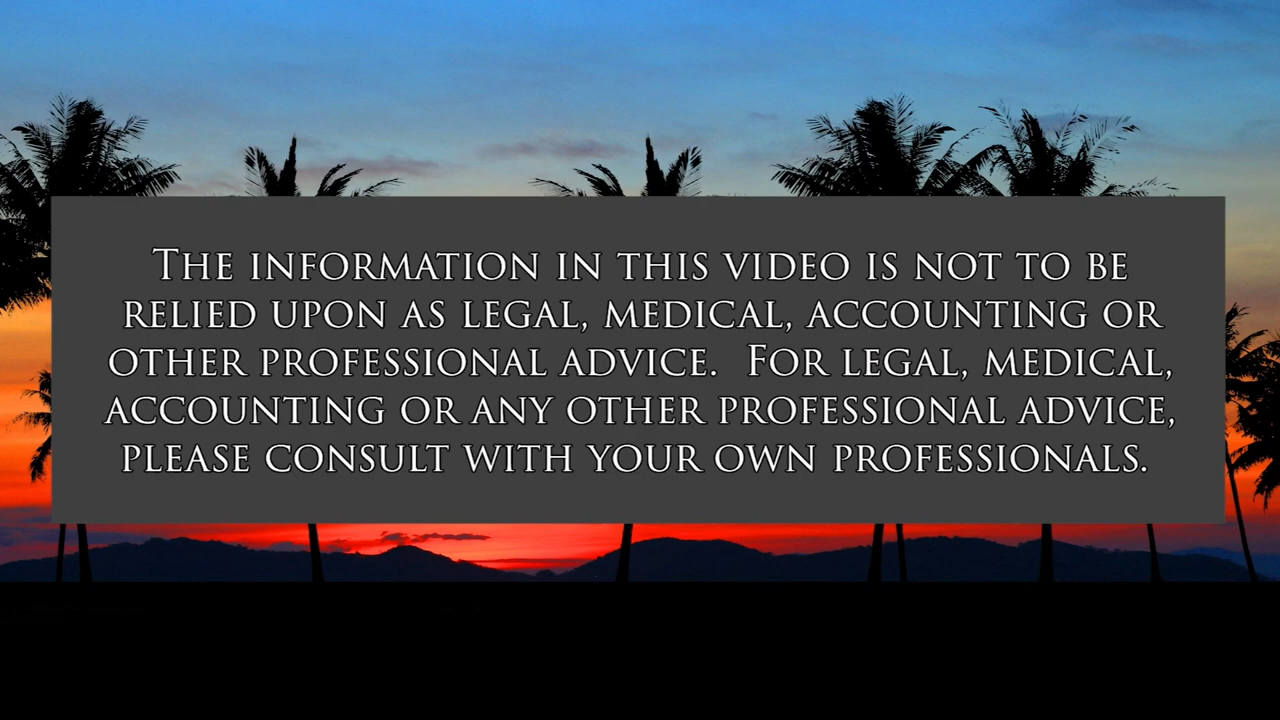 The information in this video is not to be
relied upon as legal, medical, accounting or
other professional advice.  For legal, medical,
accounting or any other professional advice,
please consult with your own professionals.